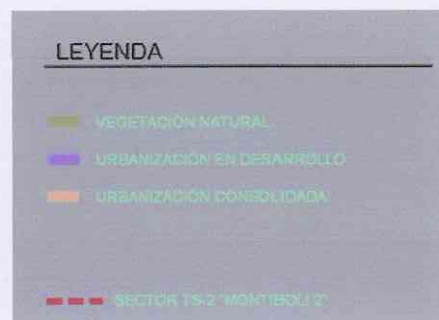 LEYENDA
VEGETACIÓN NATURAL
URBANIZACIÓN EN DESARROLLO
URBANIZACIÓN CONSOLIDADA
SECTOR TS-2 "MONTIBOLI 2"